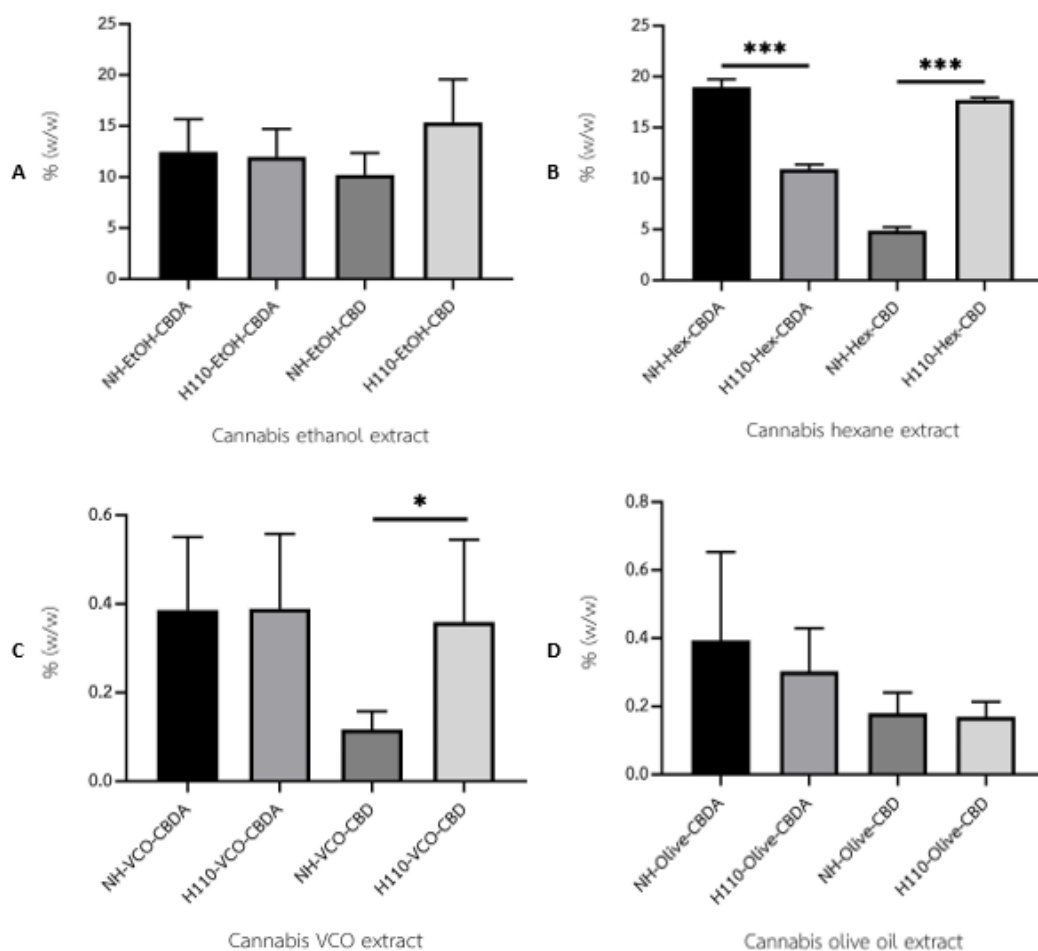 A
% (w/w)
25
20
15
10
5
0
NH-EtOH-CBDA
H110-EtOH-CBDA
NH-EtOH-CBD
H110-EtOH-CBD
Cannabis ethanol extract
B
% (w/w)
25
20
15
10
5
0
***
***
NH-Hex-CBDA
H110-Hex-CBDA
NH-Hex-CBD
H110-Hex-CBD
Cannabis hexane extract
C
% (w/w)
0.6
0.4
0.2
0.0
*
NH-VCO-CBDA
H110-VCO-CBDA
NH-VCO-CBD
H110-VCO-CBD
Cannabis VCO extract
D
% (w/w)
0.8
0.6
0.4
0.2
0.0
NH-Olive-CBDA
H110-Olive-CBDA
NH-Olive-CBD
H110-Olive-CBD
Cannabis olive oil extract